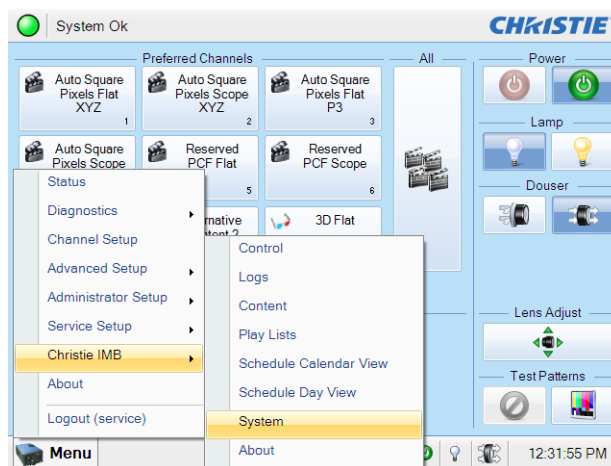 System Ok
CHRISTIE
Preferred Channels
All
Power
Auto Square
Pixels Flat
XYZ
1
Auto Square
Pixels Scope
XYZ
2
Auto Square
Pixels Flat
P3
3
Lamp
Auto Square
Pixels Scope
Reserved
PCF Flat
5
Reserved
PCF Scope
6
Douser
3D Flat
Status
Diagnostics
Channel Setup
Advanced Setup
Administrator Setup
Service Setup
Christie IMB
About
Logout (service)
Control
Logs
Content
Play Lists
Schedule Calendar View
Schedule Day View
System
About
Lens Adjust
Test Patterns
Menu
12:31:55 PM